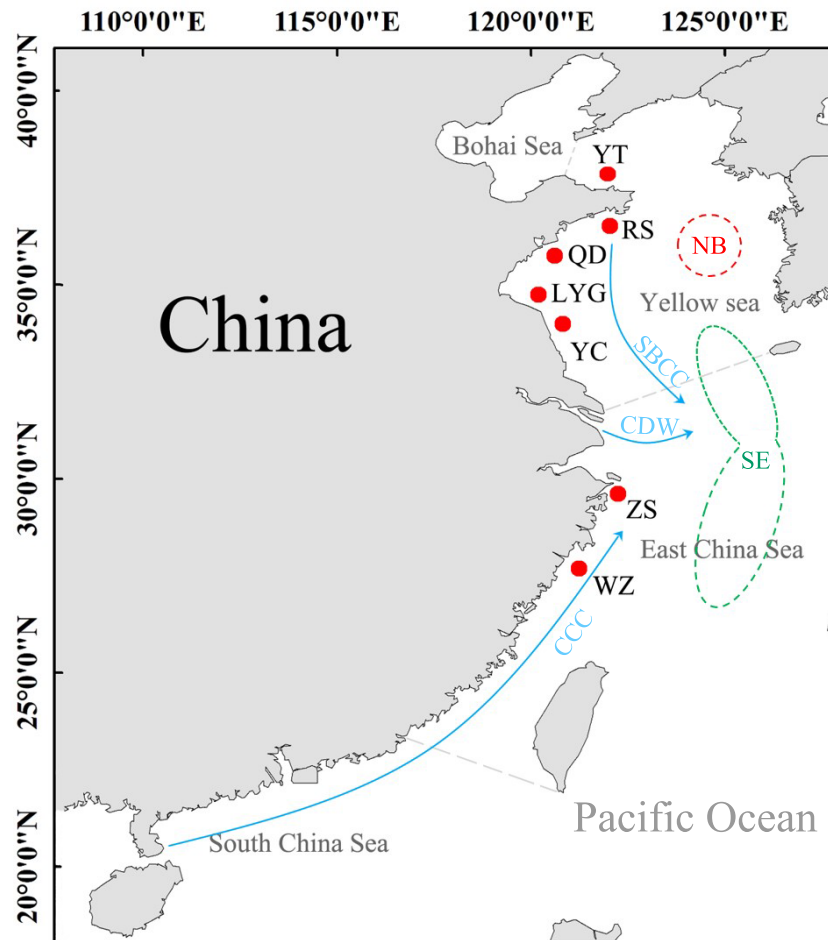 110°0'0"E 115°0'0"E 120°0'0"E 125°0'0"E
40°0'0"N
35°0'0"N
30°0'0"N
25°0'0"N
20°0'0"N
Bohai Sea
YT
RS
NB
QD
LYG
Yellow sea
China
YC
SBCC
CDW
SE
ZS
East China Sea
WZ
CCC
Pacific Ocean
South China Sea